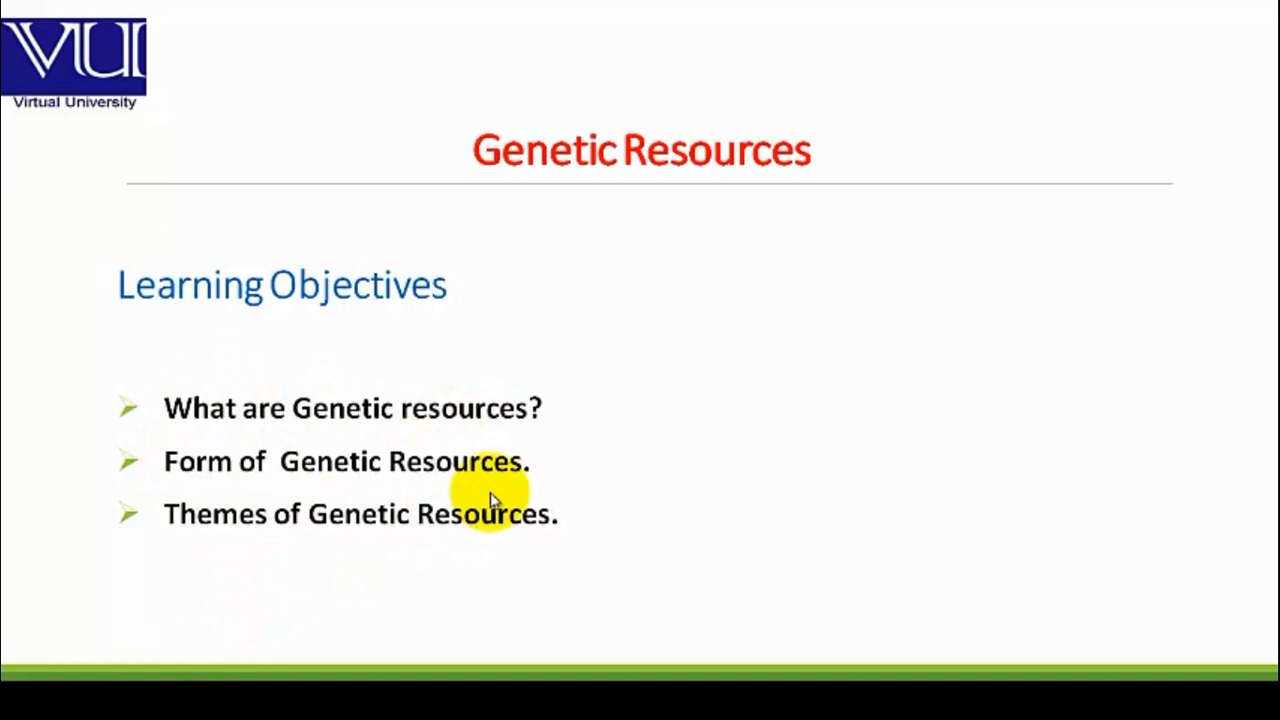 VU
Virtual University
Genetic Resources
Learning Objectives
What are Genetic resources?
Form of Genetic Resources.
Themes of Genetic Resources.